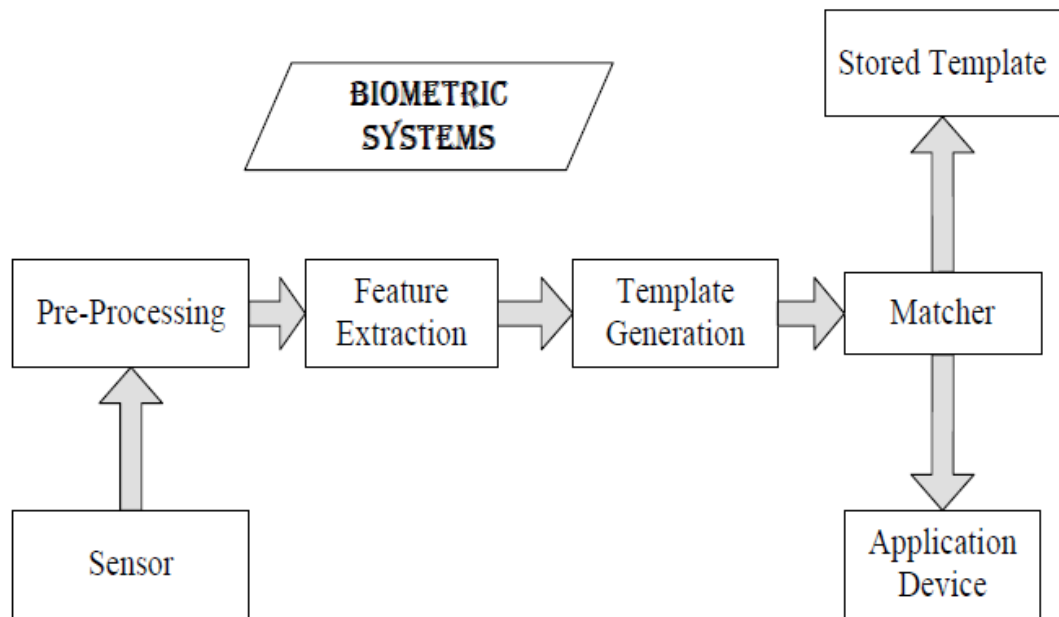 BIOMETRIC
SYSTEMS
Stored Template
Pre-Processing
Feature
Extraction
Template
Generation
Matcher
Sensor
Application
Device